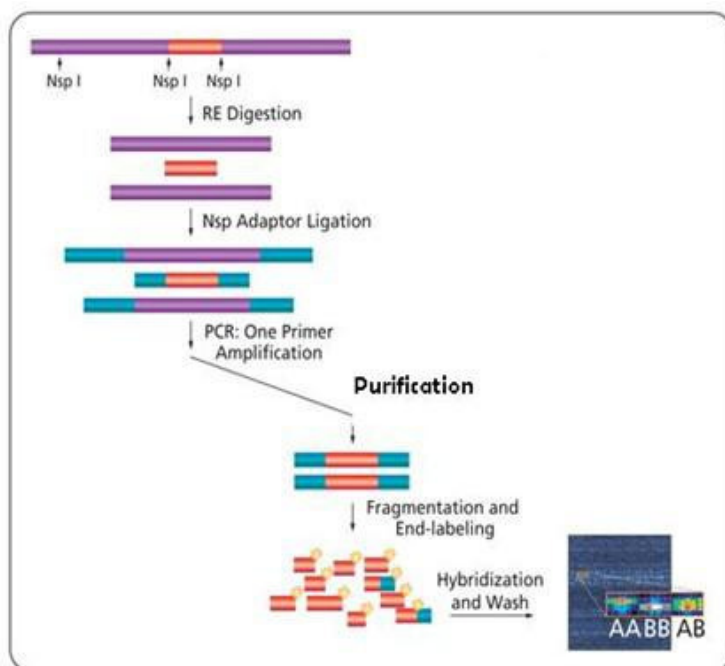 Nsp I Nsp I Nsp I
RE Digestion
Nsp Adaptor Ligation
PCR: One Primer
Amplification
Purification
Fragmentation and
End-labeling
Hybridization
and Wash
AA BB AB